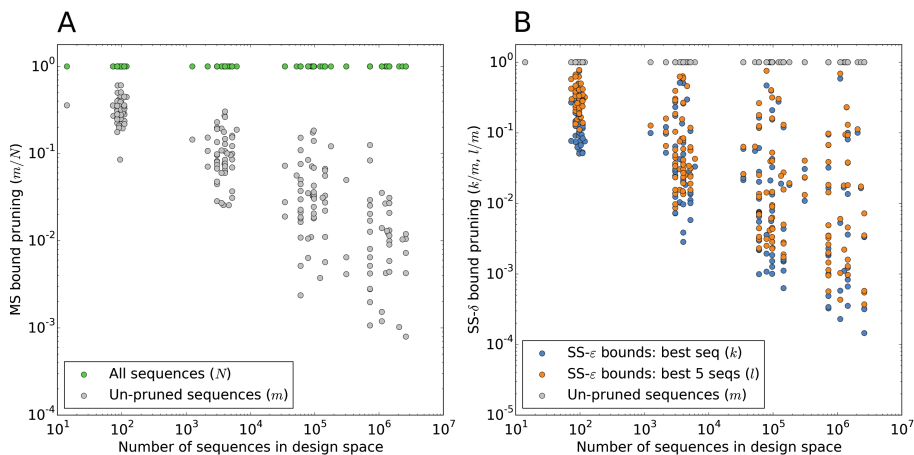 A
MS bound pruning (m/N)
10^0
10^-1
10^-2
10^-3
10^-4
All sequences (N)
Un-pruned sequences (m)
10^1 10^2 10^3 10^4 10^5 10^6 10^7
Number of sequences in design space
B
SS-δ bound pruning (k/m, l/m)
10^0
10^-1
10^-2
10^-3
10^-4
10^-5
SS-ε bounds: best seq (k)
SS-ε bounds: best 5 seqs (l)
Un-pruned sequences (m)
10^1 10^2 10^3 10^4 10^5 10^6 10^7
Number of sequences in design space